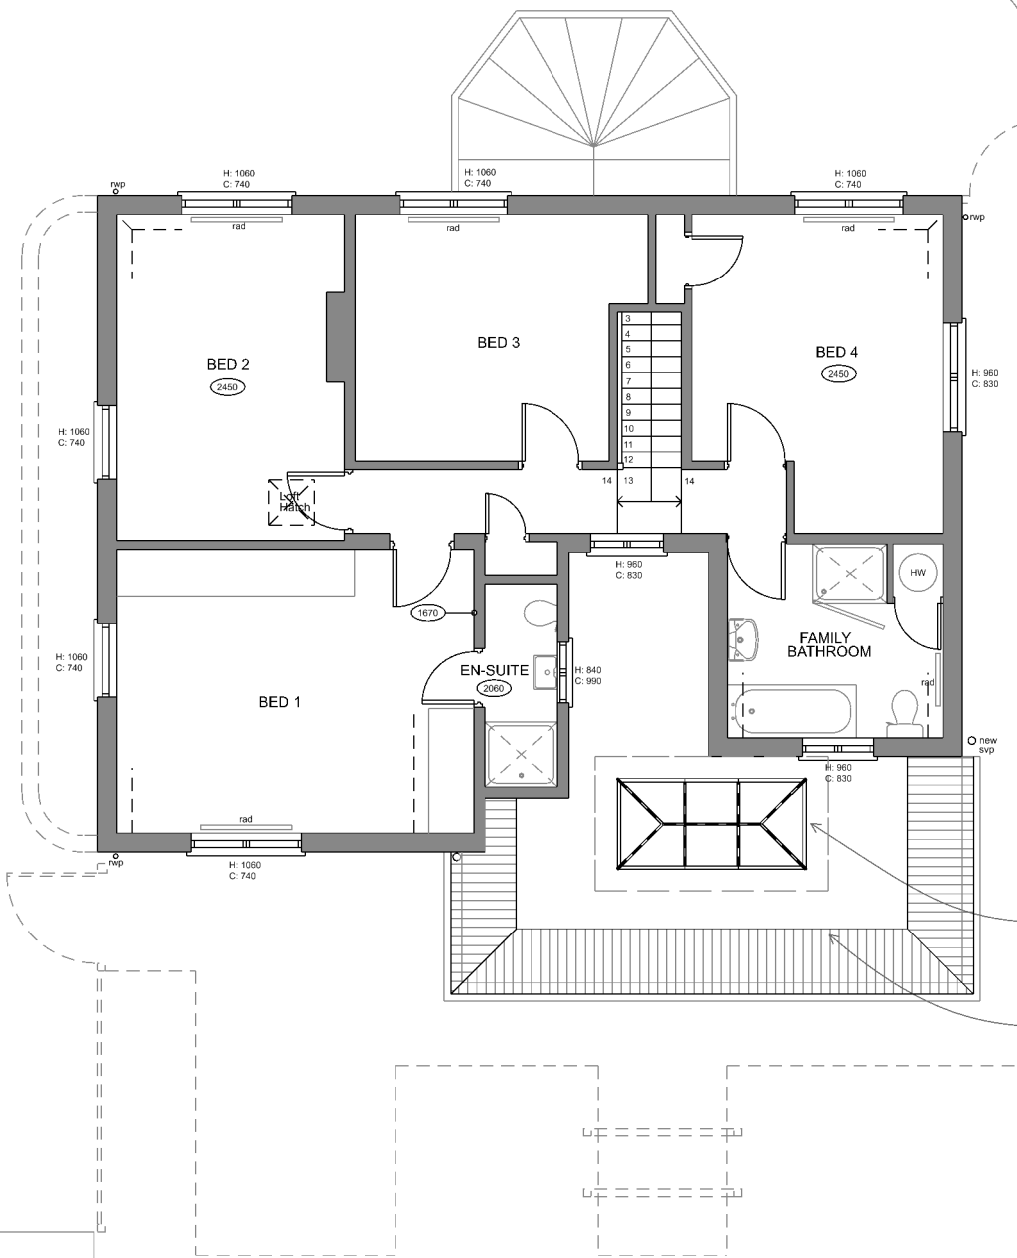 H: 1060
C: 740
H: 1060
C: 740
H: 1060
C: 740
rwp
rwp
rad
rad
rad
3
4
5
6
7
8
9
10
11
12
14
13
14
BED 3
BED 2
2450
BED 4
2450
H: 960
C: 830
H: 1060
C: 740
Loft
Hatch
H: 960
C: 830
HW
1670
FAMILY
BATHROOM
H: 1060
C: 740
EN-SUITE
2060
H: 840
C: 990
rad
BED 1
new
svp
H: 960
C: 830
rad
rwp
H: 1060
C: 740